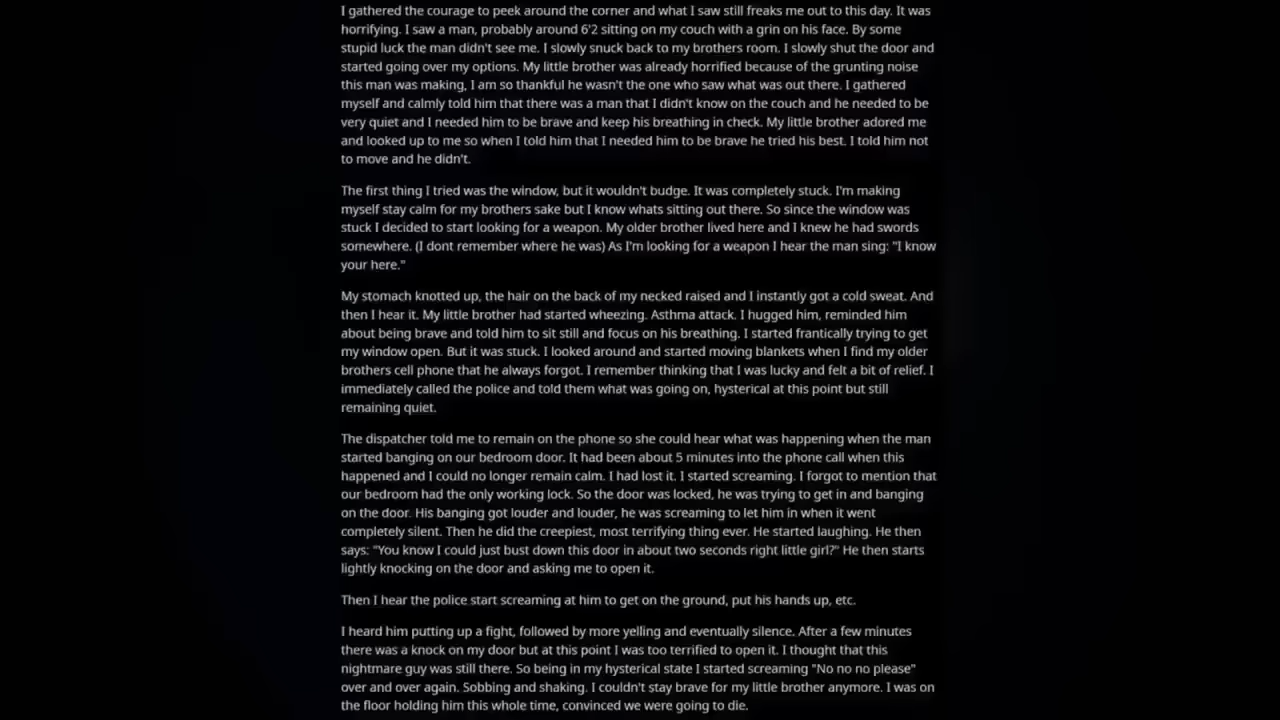 I gathered the courage to peek around the corner and what I saw still freaks me out to this day. It was
horrifying. I saw a man, probably around 6'2 sitting on my couch with a grin on his face. By some
stupid luck the man didn't see me. I slowly snuck back to my brothers room. I slowly shut the door and
started going over my options. My little brother was already horrified because of the grunting noise
this man was making, I am so thankful he wasn't the one who saw what was out there. I gathered
myself and calmly told him that there was a man that I didn't know on the couch and he needed to be
very quiet and I needed him to be brave and keep his breathing in check. My little brother adored me
and looked up to me so when I told him that I needed him to be brave he tried his best. I told him not
to move and he didn't.
The first thing I tried was the window, but it wouldn't budge. It was completely stuck. I'm making
myself stay calm for my brothers sake but I know whats sitting out there. So since the window was
stuck I decided to start looking for a weapon. My older brother lived here and I knew he had swords
somewhere. (I dont remember where he was) As I'm looking for a weapon I hear the man sing: "I know
your here."
My stomach knotted up, the hair on the back of my necked raised and I instantly got a cold sweat. And
then I hear it. My little brother had started wheezing. Asthma attack. I hugged him, reminded him
about being brave and told him to sit still and focus on his breathing. I started frantically trying to get
my window open. But it was stuck. I looked around and started moving blankets when I find my older
brothers cell phone that he always forgot. I remember thinking that I was lucky and felt a bit of relief. I
immediately called the police and told them what was going on, hysterical at this point but still
remaining quiet.
The dispatcher told me to remain on the phone so she could hear what was happening when the man
started banging on our bedroom door. It had been about 5 minutes into the phone call when this
happened and I could no longer remain calm. I had lost it. I started screaming. I forgot to mention that
our bedroom had the only working lock. So the door was locked, he was trying to get in and banging
on the door. His banging got louder and louder, he was screaming to let him in when it went
completely silent. Then he did the creepiest, most terrifying thing ever. He started laughing. He then
says: "You know I could just bust down this door in about two seconds right little girl?" He then starts
lightly knocking on the door and asking me to open it.
Then I hear the police start screaming at him to get on the ground, put his hands up, etc.
I heard him putting up a fight, followed by more yelling and eventually silence. After a few minutes
there was a knock on my door but at this point I was too terrified to open it. I thought that this
nightmare guy was still there. So being in my hysterical state I started screaming "No no no please"
over and over again. Sobbing and shaking. I couldn't stay brave for my little brother anymore. I was on
the floor holding him this whole time, convinced we were going to die.